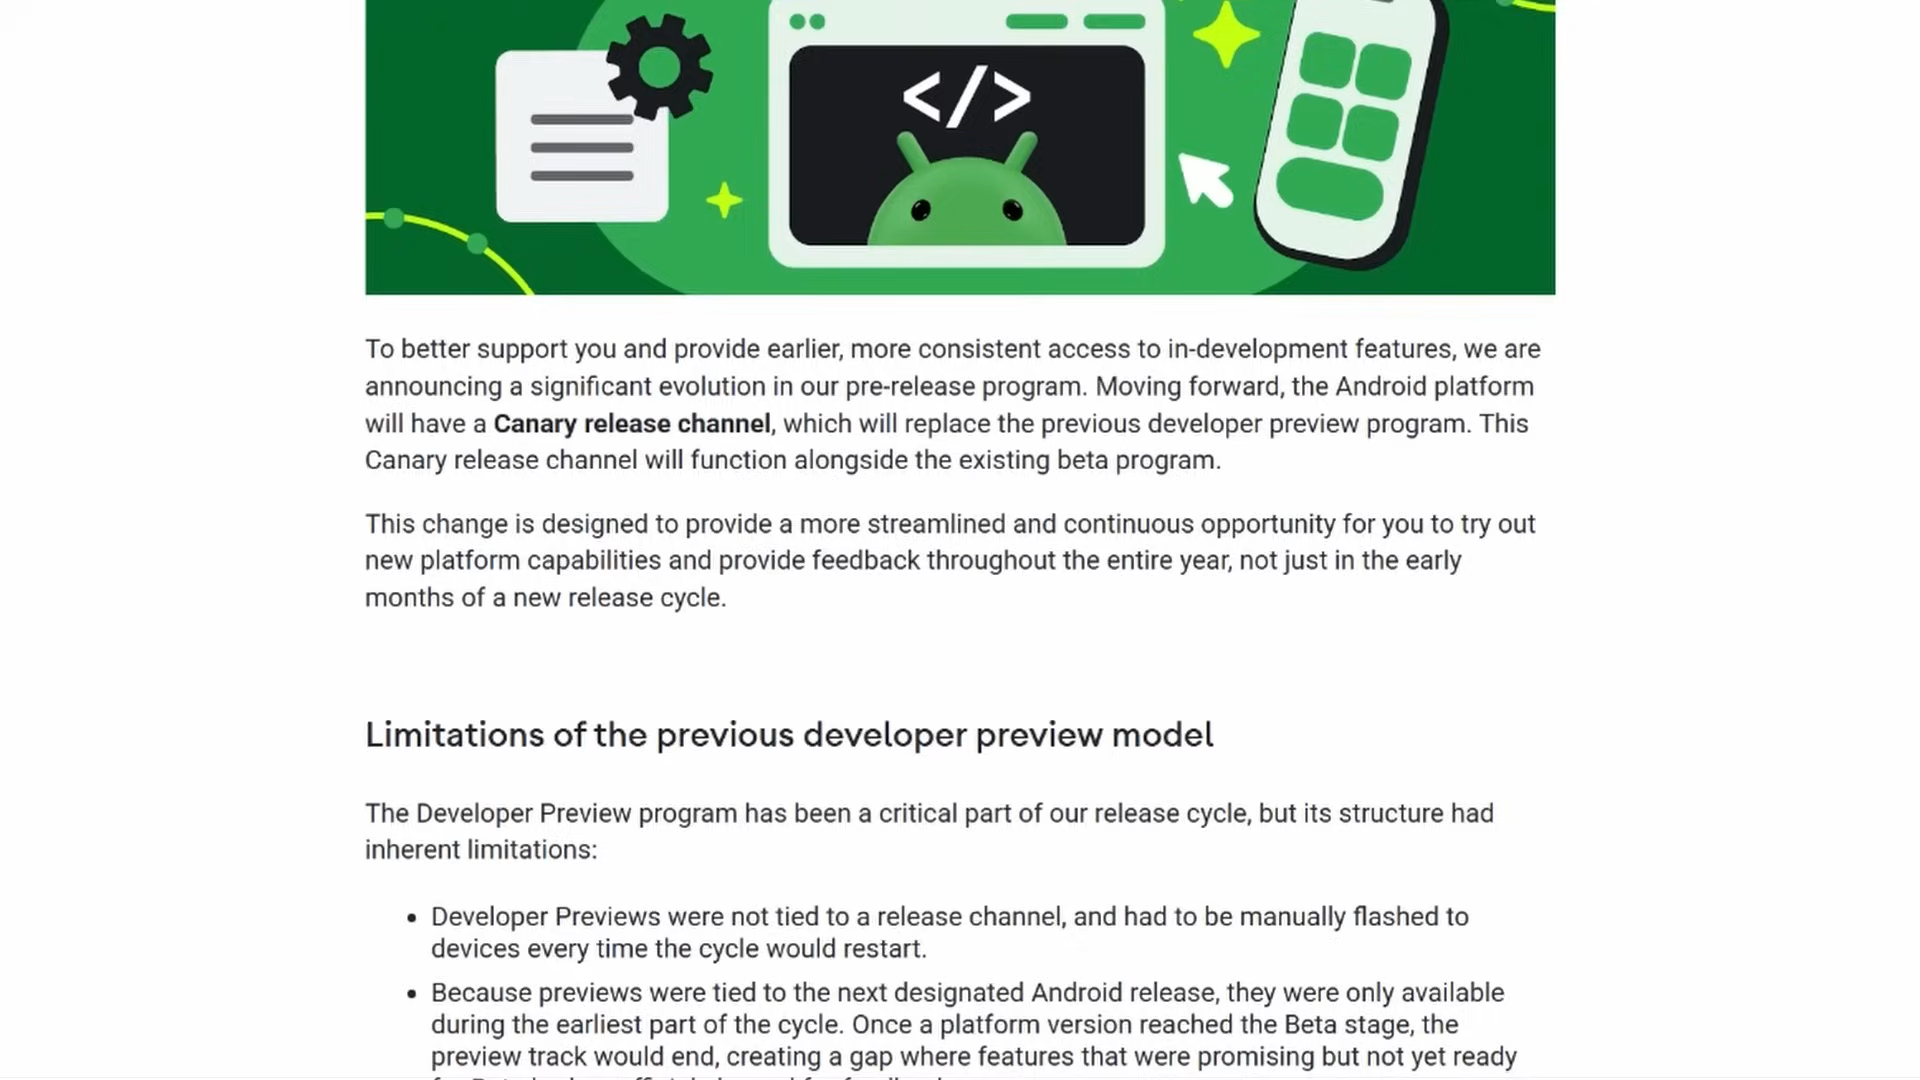 </>
To better support you and provide earlier, more consistent access to in-development features, we are
announcing a significant evolution in our pre-release program. Moving forward, the Android platform
will have a Canary release channel, which will replace the previous developer preview program. This
Canary release channel will function alongside the existing beta program.
This change is designed to provide a more streamlined and continuous opportunity for you to try out
new platform capabilities and provide feedback throughout the entire year, not just in the early
months of a new release cycle.
Limitations of the previous developer preview model
The Developer Preview program has been a critical part of our release cycle, but its structure had
inherent limitations:
• Developer Previews were not tied to a release channel, and had to be manually flashed to
devices every time the cycle would restart.
• Because previews were tied to the next designated Android release, they were only available
during the earliest part of the cycle. Once a platform version reached the Beta stage, the
preview track would end, creating a gap where features that were promising but not yet ready